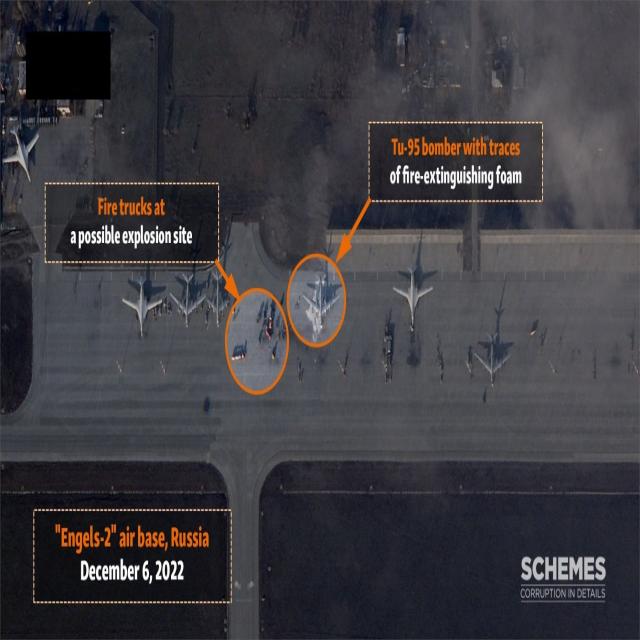 Tu-95 bomber with traces
of fire-extinguishing foam
Fire trucks at
a possible explosion site
"Engels-2" air base, Russia
December 6, 2022
SCHEMES
CORRUPTION IN DETAILS